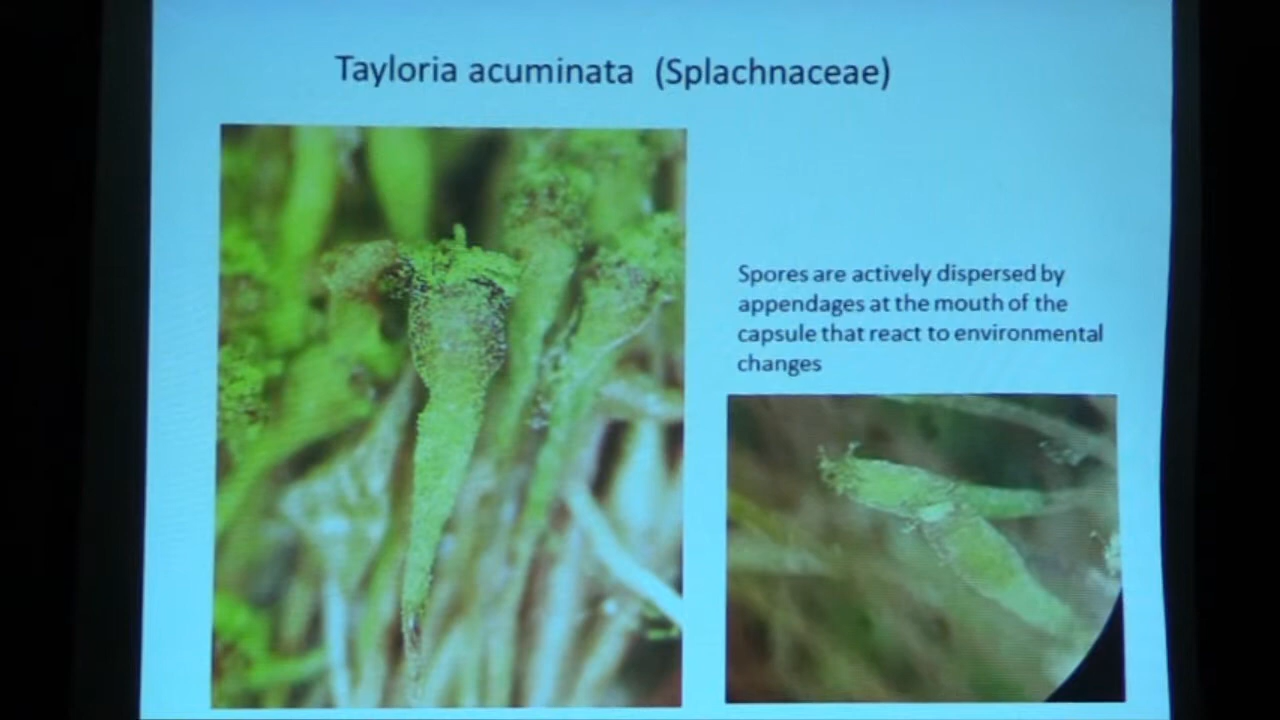 Tayloria acuminata (Splachnaceae)
Spores are actively dispersed by
appendages at the mouth of the
capsule that react to environmental
changes